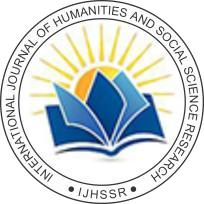 INTERNATIONAL JOURNAL OF HUMANITIES AND SOCIAL SCIENCE RESEARCH
· IJHSSR ·